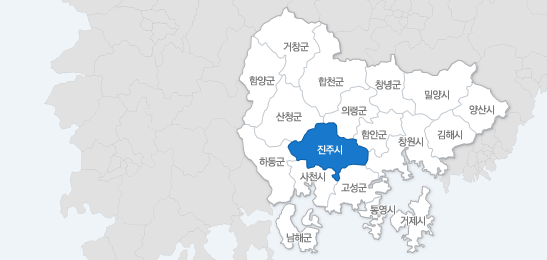 거창군
함양군
합천군
창녕군
밀양시
양산시
산청군
의령군
함안군
창원시
김해시
진주시
하동군
사천시
고성군
통영시
거제시
남해군